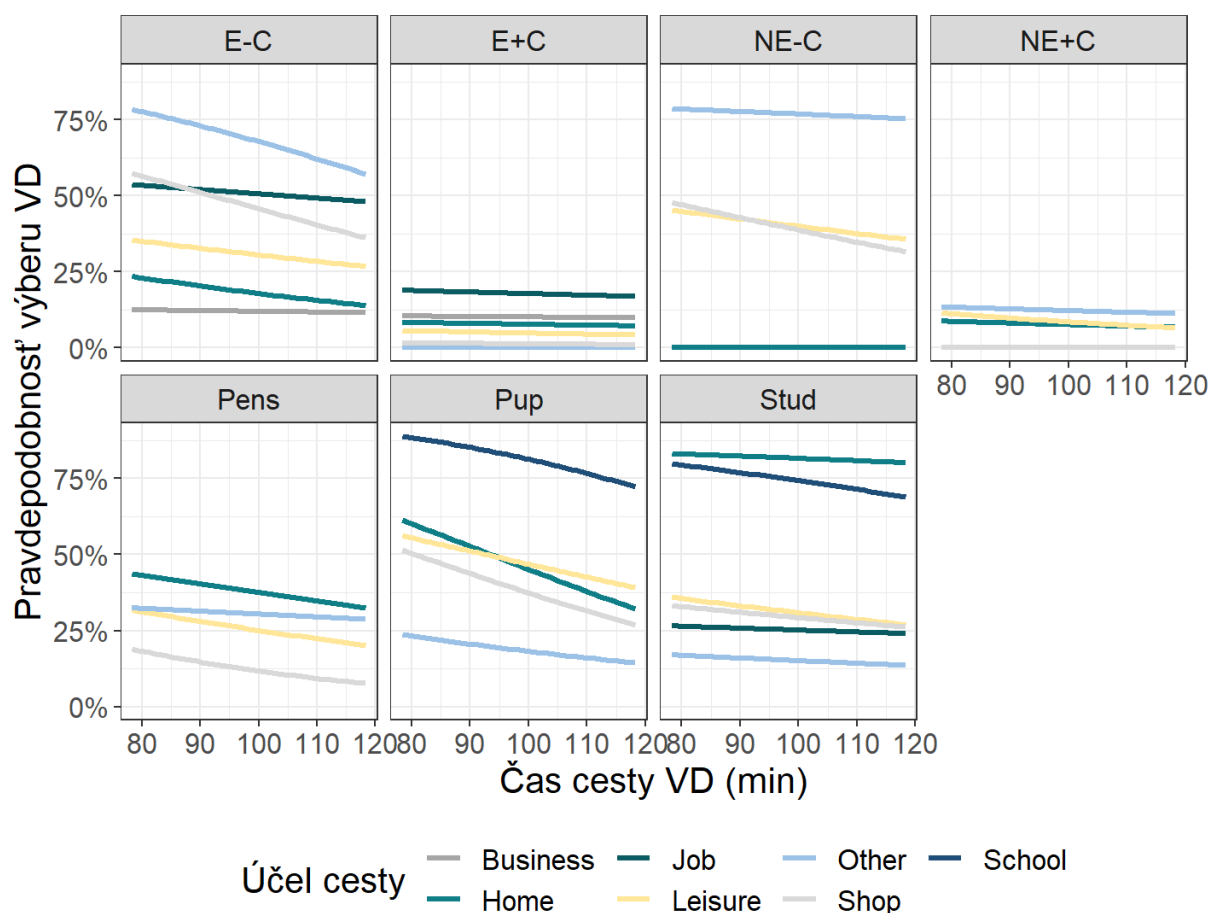 E-C E+C NE-C NE+C
75%
50%
25%
0%
80 90 100 110 120
Pens Pup Stud
75%
50%
25%
0%
80 90 100 110 120 80 90 100 110 120 80 90 100 110 120
Pravdepodobnosť výberu VD
Čas cesty VD (min)
Účel cesty
Business Job Other School
Home Leisure Shop